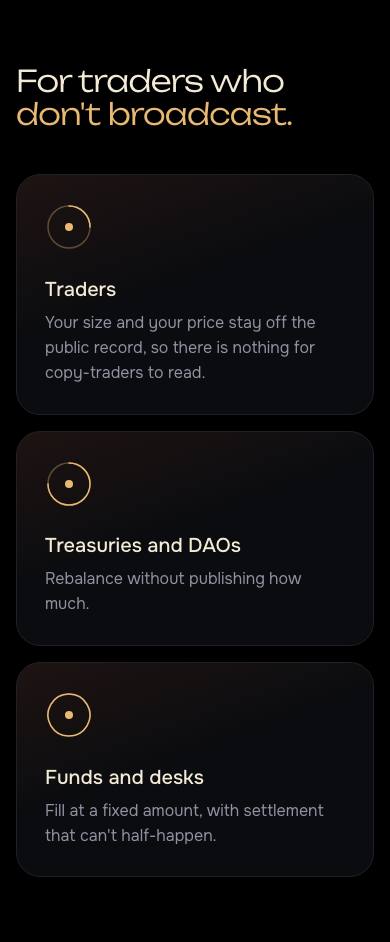 For traders who
don't broadcast.
Traders
Your size and your price stay off the
public record, so there is nothing for
copy-traders to read.
Treasuries and DAOs
Rebalance without publishing how
much.
Funds and desks
Fill at a fixed amount, with settlement
that can't half-happen.